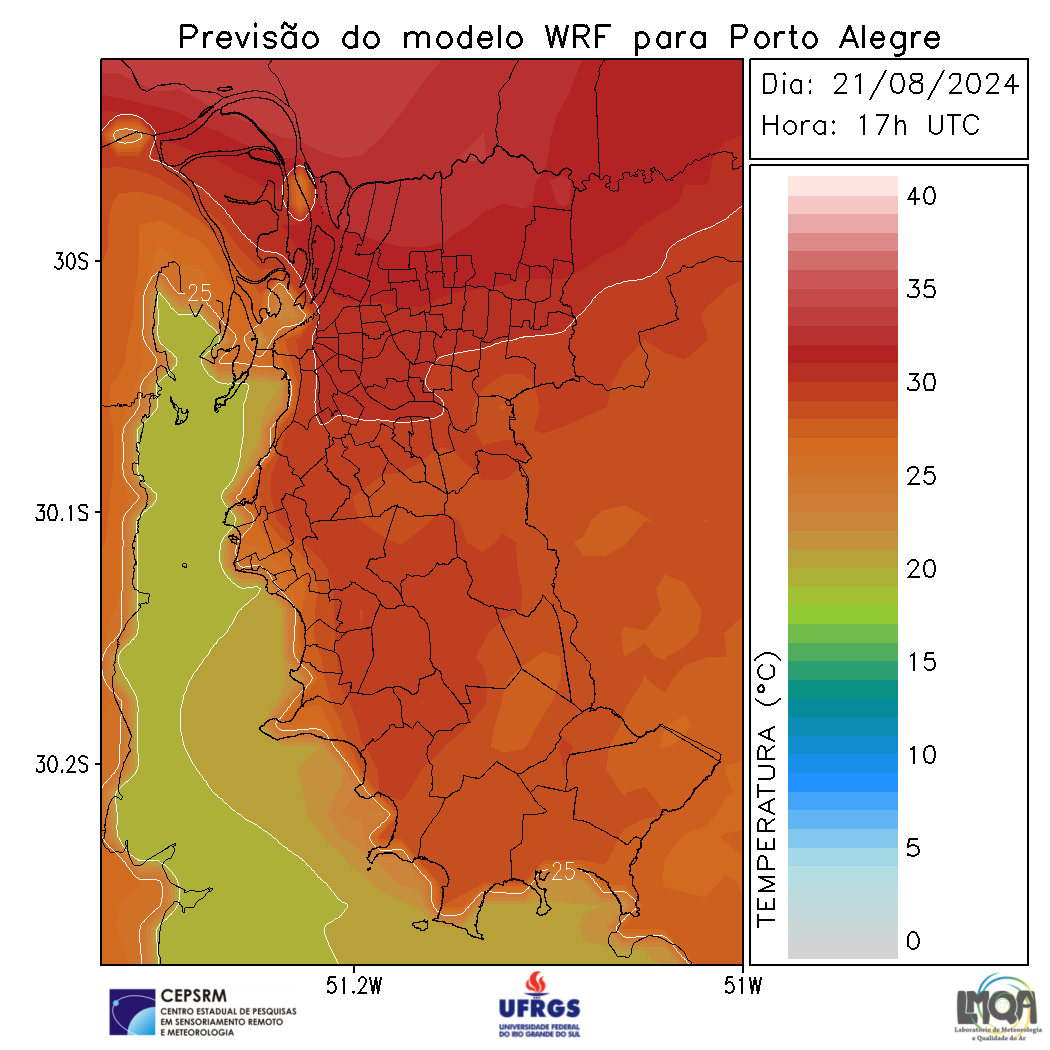 Previsão do modelo WRF para Porto Alegre
Dia: 21/08/2024
Hora: 17h UTC
40
35
30
25
20
15
10
5
0
TEMPERATURA (°C)
30S
30.1S
30.2S
25
25
51.2W
51W
CEPSRM
CENTRO ESTADUAL DE PESQUISAS
EM SENSORIAMENTO REMOTO
E METEOROLOGIA
UFRGS
UNIVERSIDADE FEDERAL
DO RIO GRANDE DO SUL
LMQA
Laboratório de Meteorologia
e Qualidade do Ar